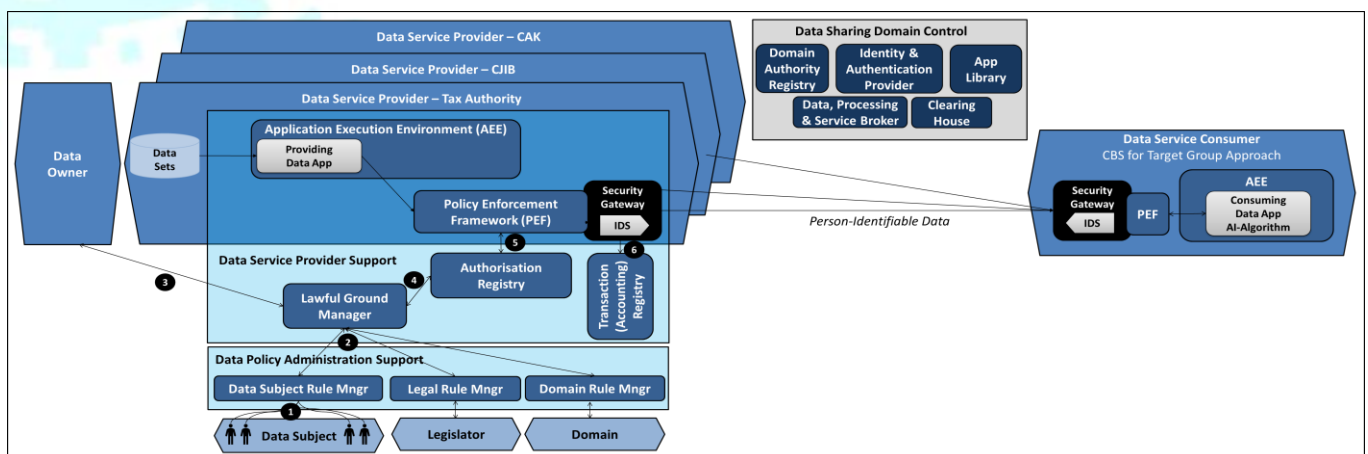 Data Service Provider – CAK
Data Service Provider – CJIB
Data Service Provider – Tax Authority
Data
Owner
Data
Sets
Application Execution Environment (AEE)
Providing
Data App
Policy Enforcement
Framework (PEF)
Security
Gateway
IDS
5
6
Data Service Provider Support
Authorisation
Registry
4
3
Lawful Ground
Manager
Transaction
(Accounting)
Registry
2
Data Policy Administration Support
Data Subject Rule Mngr
Legal Rule Mngr
Domain Rule Mngr
1
Data Subject
Legislator
Domain
Data Sharing Domain Control
Domain
Authority
Registry
Identity &
Authentication
Provider
App
Library
Data, Processing
& Service Broker
Clearing
House
Person-Identifiable Data
Data Service Consumer
CBS for Target Group Approach
Security
Gateway
IDS
PEF
AEE
Consuming
Data App
AI-Algorithm